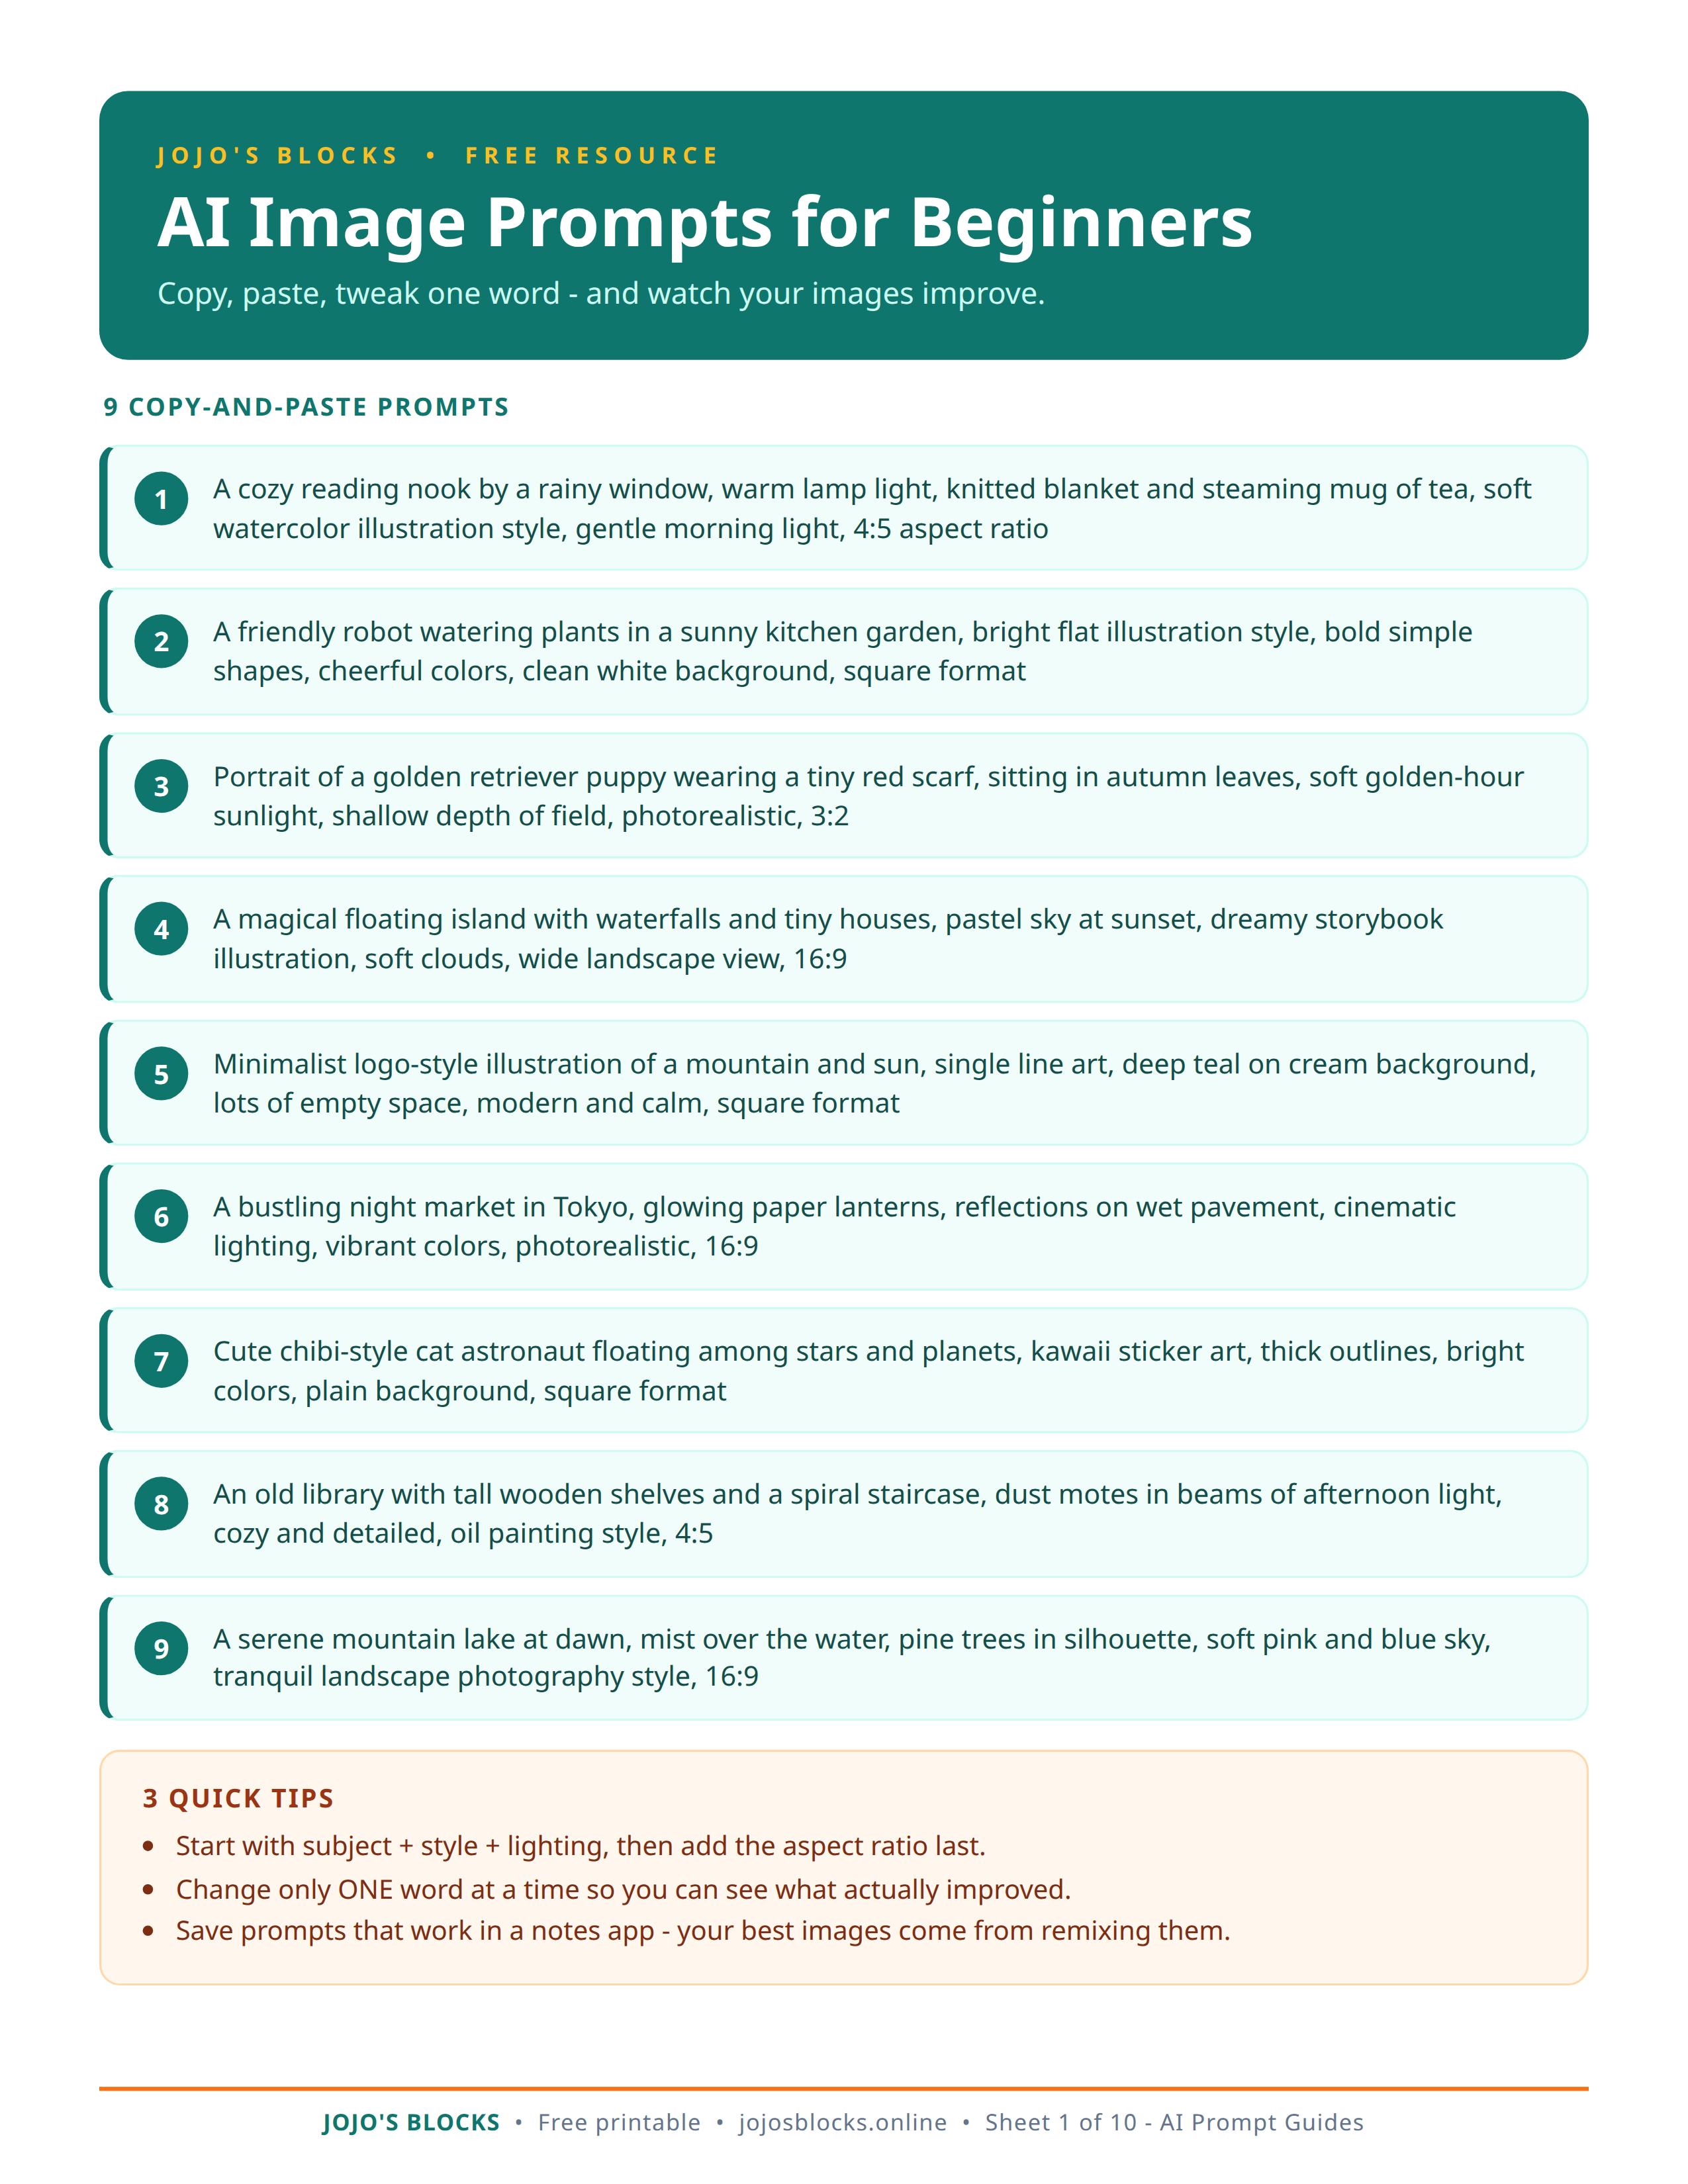 JOJO'S BLOCKS • FREE RESOURCE
AI Image Prompts for Beginners
Copy, paste, tweak one word - and watch your images improve.
9 COPY-AND-PASTE PROMPTS
1
A cozy reading nook by a rainy window, warm lamp light, knitted blanket and steaming mug of tea, soft
watercolor illustration style, gentle morning light, 4:5 aspect ratio
2
A friendly robot watering plants in a sunny kitchen garden, bright flat illustration style, bold simple
shapes, cheerful colors, clean white background, square format
3
Portrait of a golden retriever puppy wearing a tiny red scarf, sitting in autumn leaves, soft golden-hour
sunlight, shallow depth of field, photorealistic, 3:2
4
A magical floating island with waterfalls and tiny houses, pastel sky at sunset, dreamy storybook
illustration, soft clouds, wide landscape view, 16:9
5
Minimalist logo-style illustration of a mountain and sun, single line art, deep teal on cream background,
lots of empty space, modern and calm, square format
6
A bustling night market in Tokyo, glowing paper lanterns, reflections on wet pavement, cinematic
lighting, vibrant colors, photorealistic, 16:9
7
Cute chibi-style cat astronaut floating among stars and planets, kawaii sticker art, thick outlines, bright
colors, plain background, square format
8
An old library with tall wooden shelves and a spiral staircase, dust motes in beams of afternoon light,
cozy and detailed, oil painting style, 4:5
9
A serene mountain lake at dawn, mist over the water, pine trees in silhouette, soft pink and blue sky,
tranquil landscape photography style, 16:9
3 QUICK TIPS
• Start with subject + style + lighting, then add the aspect ratio last.
• Change only ONE word at a time so you can see what actually improved.
• Save prompts that work in a notes app - your best images come from remixing them.
JOJO'S BLOCKS • Free printable • jojosblocks.online • Sheet 1 of 10 - AI Prompt Guides